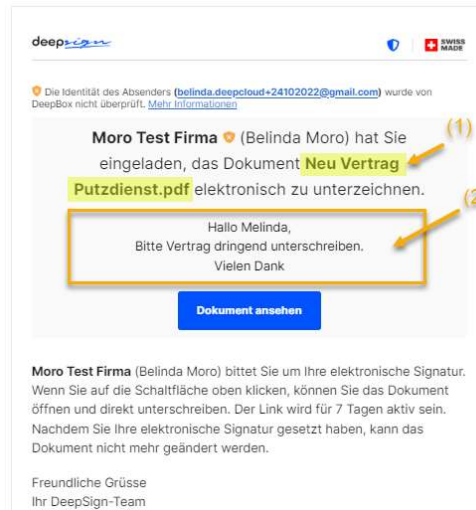 deepsign
SWISS
MADE
Die Identität des Absenders (belinda.deepcloud+24102022@gmail.com) wurde von
DeepBox nicht überprüft. Mehr Informationen
Moro Test Firma (Belinda Moro) hat Sie
(1)
eingeladen, das Dokument Neu Vertrag
Putzdienst.pdf elektronisch zu unterzeichnen.
(2
Hallo Melinda,
Bitte Vertrag dringend unterschreiben.
Vielen Dank
Dokument ansehen
Moro Test Firma (Belinda Moro) bittet Sie um Ihre elektronische Signatur.
Wenn Sie auf die Schaltfläche oben klicken, können Sie das Dokument
öffnen und direkt unterschreiben. Der Link wird für 7 Tagen aktiv sein.
Nachdem Sie Ihre elektronische Signatur gesetzt haben, kann das
Dokument nicht mehr geändert werden.
Freundliche Grüsse
Ihr DeepSign-Team